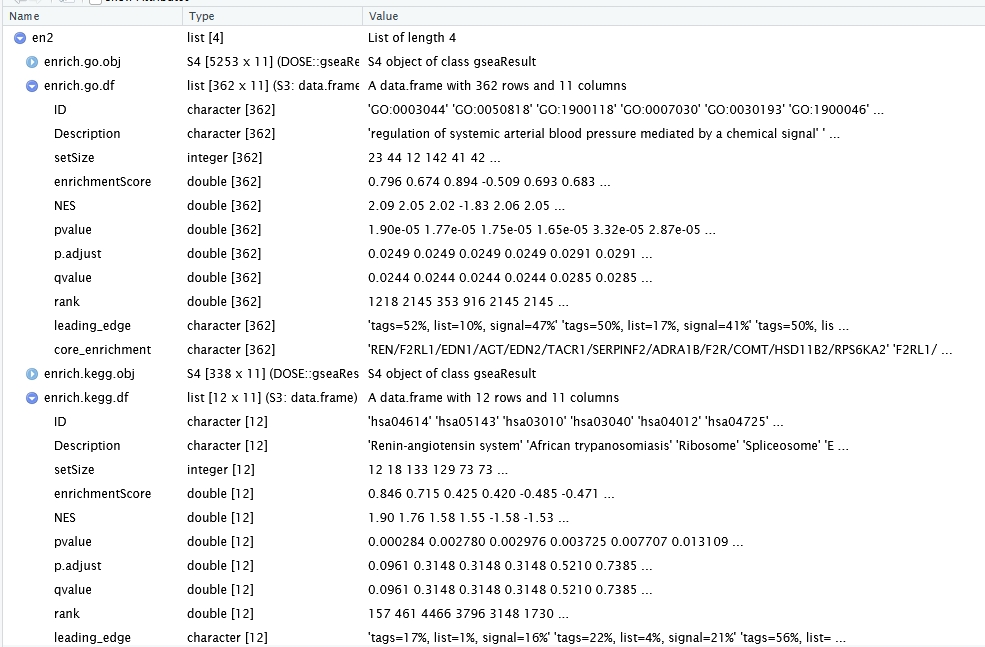 Name Type Value
en2 list [4] List of length 4
enrich.go.obj S4 [5253 x 11] (DOSE::gseaRe S4 object of class gseaResult
enrich.go.df list [362 x 11] (S3: data.frame A data.frame with 362 rows and 11 columns
ID character [362] 'GO:0003044' 'GO:0050818' 'GO:1900118' 'GO:0007030' 'GO:0030193' 'GO:1900046' ...
Description character [362] 'regulation of systemic arterial blood pressure mediated by a chemical signal' ' ...
setSize integer [362] 23 44 12 142 41 42 ...
enrichmentScore double [362] 0.796 0.674 0.894 -0.509 0.693 0.683 ...
NES double [362] 2.09 2.05 2.02 -1.83 2.06 2.05 ...
pvalue double [362] 1.90e-05 1.77e-05 1.75e-05 1.65e-05 3.32e-05 2.87e-05 ...
p.adjust double [362] 0.0249 0.0249 0.0249 0.0249 0.0291 0.0291 ...
qvalue double [362] 0.0244 0.0244 0.0244 0.0244 0.0285 0.0285 ...
rank double [362] 1218 2145 353 916 2145 2145 ...
leading_edge character [362] 'tags=52%, list=10%, signal=47%' 'tags=50%, list=17%, signal=41%' 'tags=50%, lis ...
core_enrichment character [362] 'REN/F2RL1/EDN1/AGT/EDN2/TACR1/SERPINF2/ADRA1B/F2R/COMT/HSD11B2/RPS6KA2' 'F2RL1/ ...
enrich.kegg.obj S4 [338 x 11] (DOSE::gseaRes S4 object of class gseaResult
enrich.kegg.df list [12 x 11] (S3: data.frame) A data.frame with 12 rows and 11 columns
ID character [12] 'hsa04614' 'hsa05143' 'hsa03010' 'hsa03040' 'hsa04012' 'hsa04725' ...
Description character [12] 'Renin-angiotensin system' 'African trypanosomiasis' 'Ribosome' 'Spliceosome' 'E ...
setSize integer [12] 12 18 133 129 73 73 ...
enrichmentScore double [12] 0.846 0.715 0.425 0.420 -0.485 -0.471 ...
NES double [12] 1.90 1.76 1.58 1.55 -1.58 -1.53 ...
pvalue double [12] 0.000284 0.002780 0.002976 0.003725 0.007707 0.013109 ...
p.adjust double [12] 0.0961 0.3148 0.3148 0.3148 0.5210 0.7385 ...
qvalue double [12] 0.0961 0.3148 0.3148 0.3148 0.5210 0.7385 ...
rank double [12] 157 461 4466 3796 3148 1730 ...
leading_edge character [12] 'tags=17%, list=1%, signal=16%' 'tags=22%, list=4%, signal=21%' 'tags=56%, list= ...